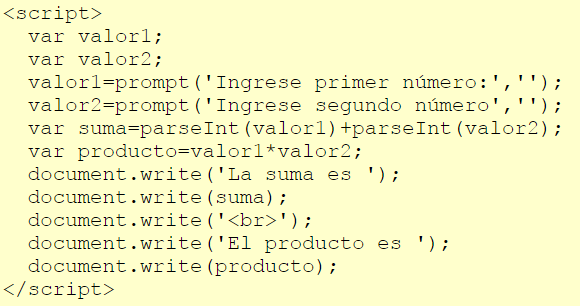 <script>
  var valor1;
  var valor2;
  valor1=prompt('Ingrese primer número:','');
  valor2=prompt('Ingrese segundo número','');
  var suma=parseInt(valor1)+parseInt(valor2);
  var producto=valor1*valor2;
  document.write('La suma es ');
  document.write(suma);
  document.write('<br>');
  document.write('El producto es ');
  document.write(producto);
</script>